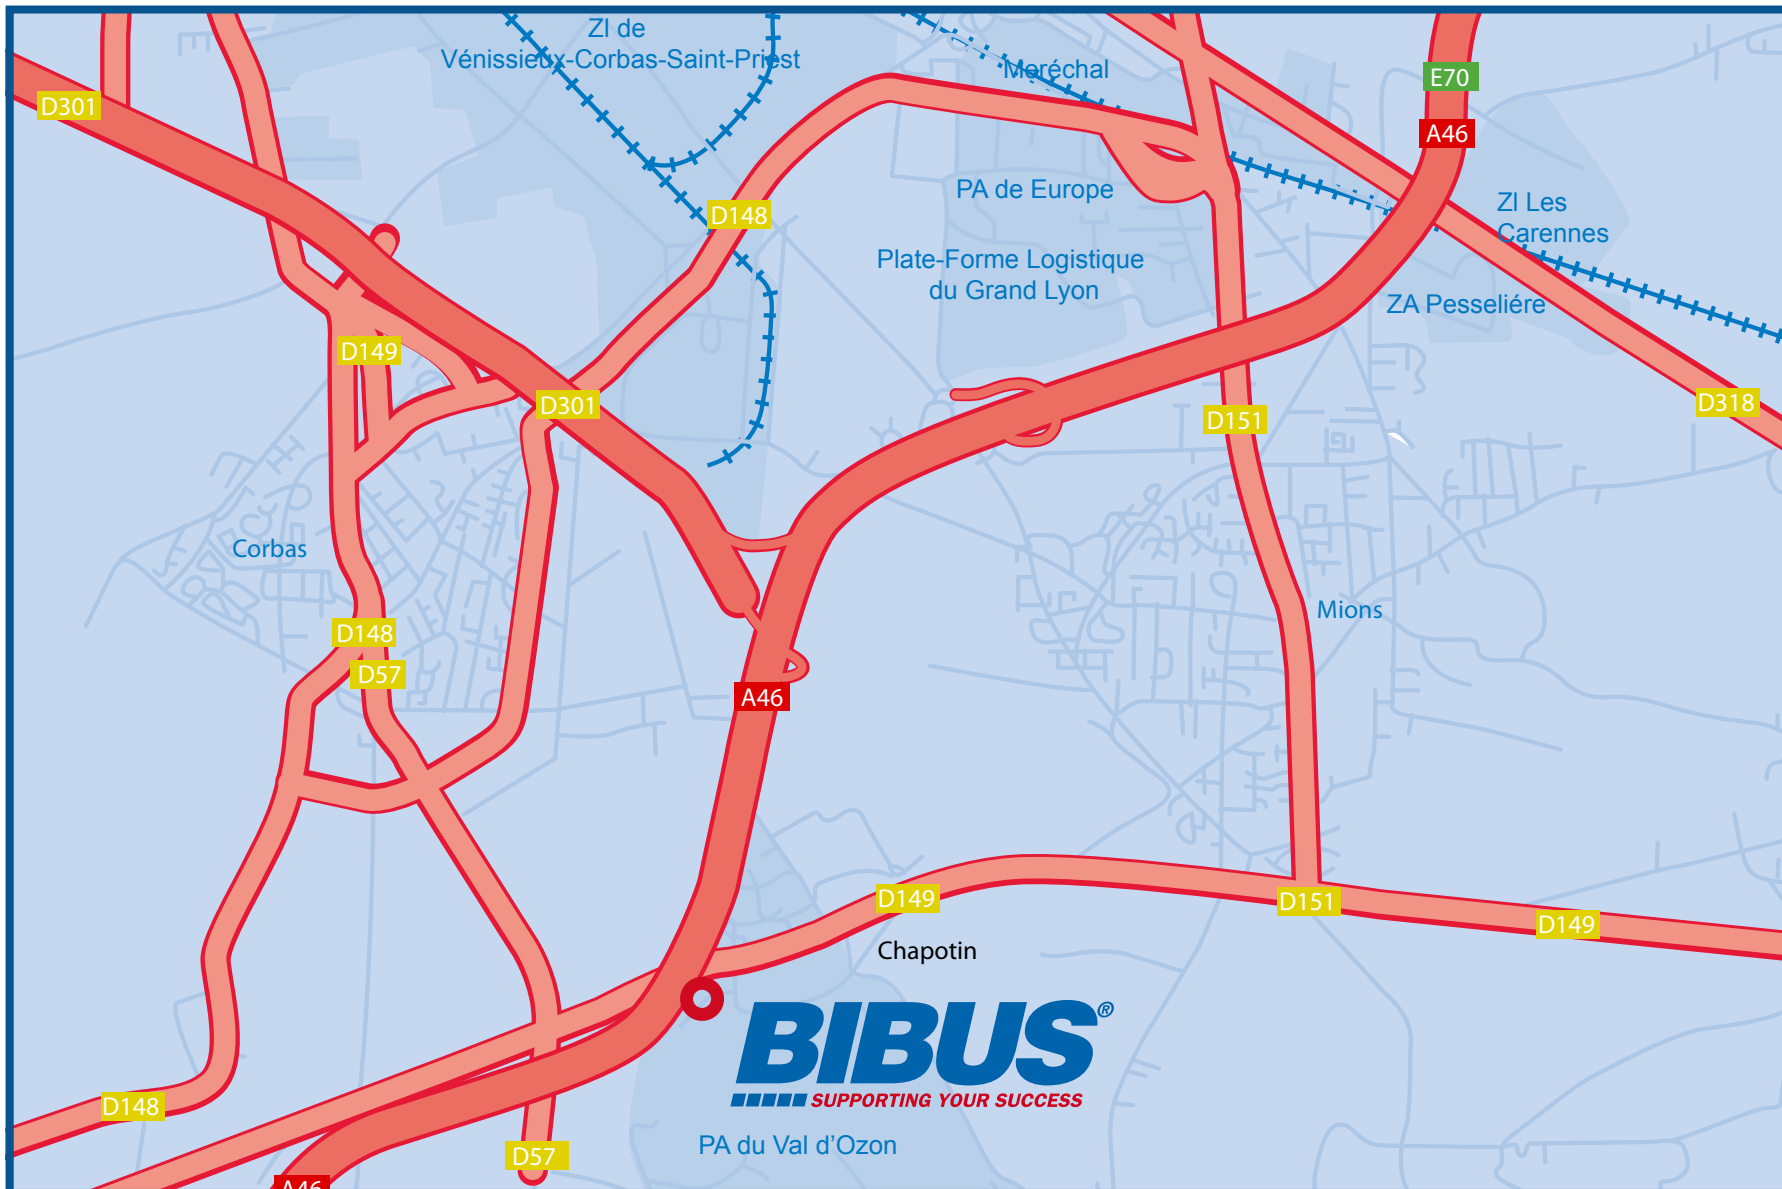 ZI de
Vénissieux-Corbas-Saint-Priest
Moréchal
E70
D301
A46
PA de Europe
ZI Les
Carennes
D148
Plate-Forme Logistique
du Grand Lyon
ZA Pesseliére
D149
D301
D318
D151
Corbas
Mions
D148
D57
A46
D149
D151
D149
Chapotin
BIBUS®
SUPPORTING YOUR SUCCESS
D148
PA du Val d’Ozon
D57
A46